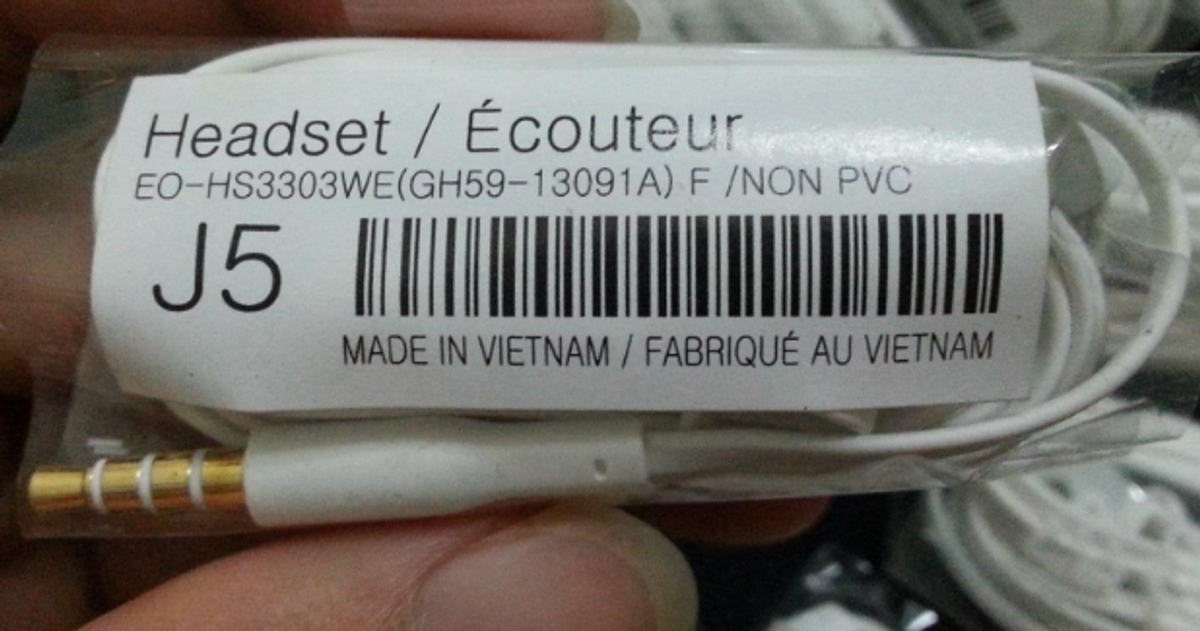 Headset / Écouteur
EO-HS3303WE(GH59-13091A) F /NON PVC
J5
MADE IN VIETNAM / FABRIQUÉ AU VIETNAM